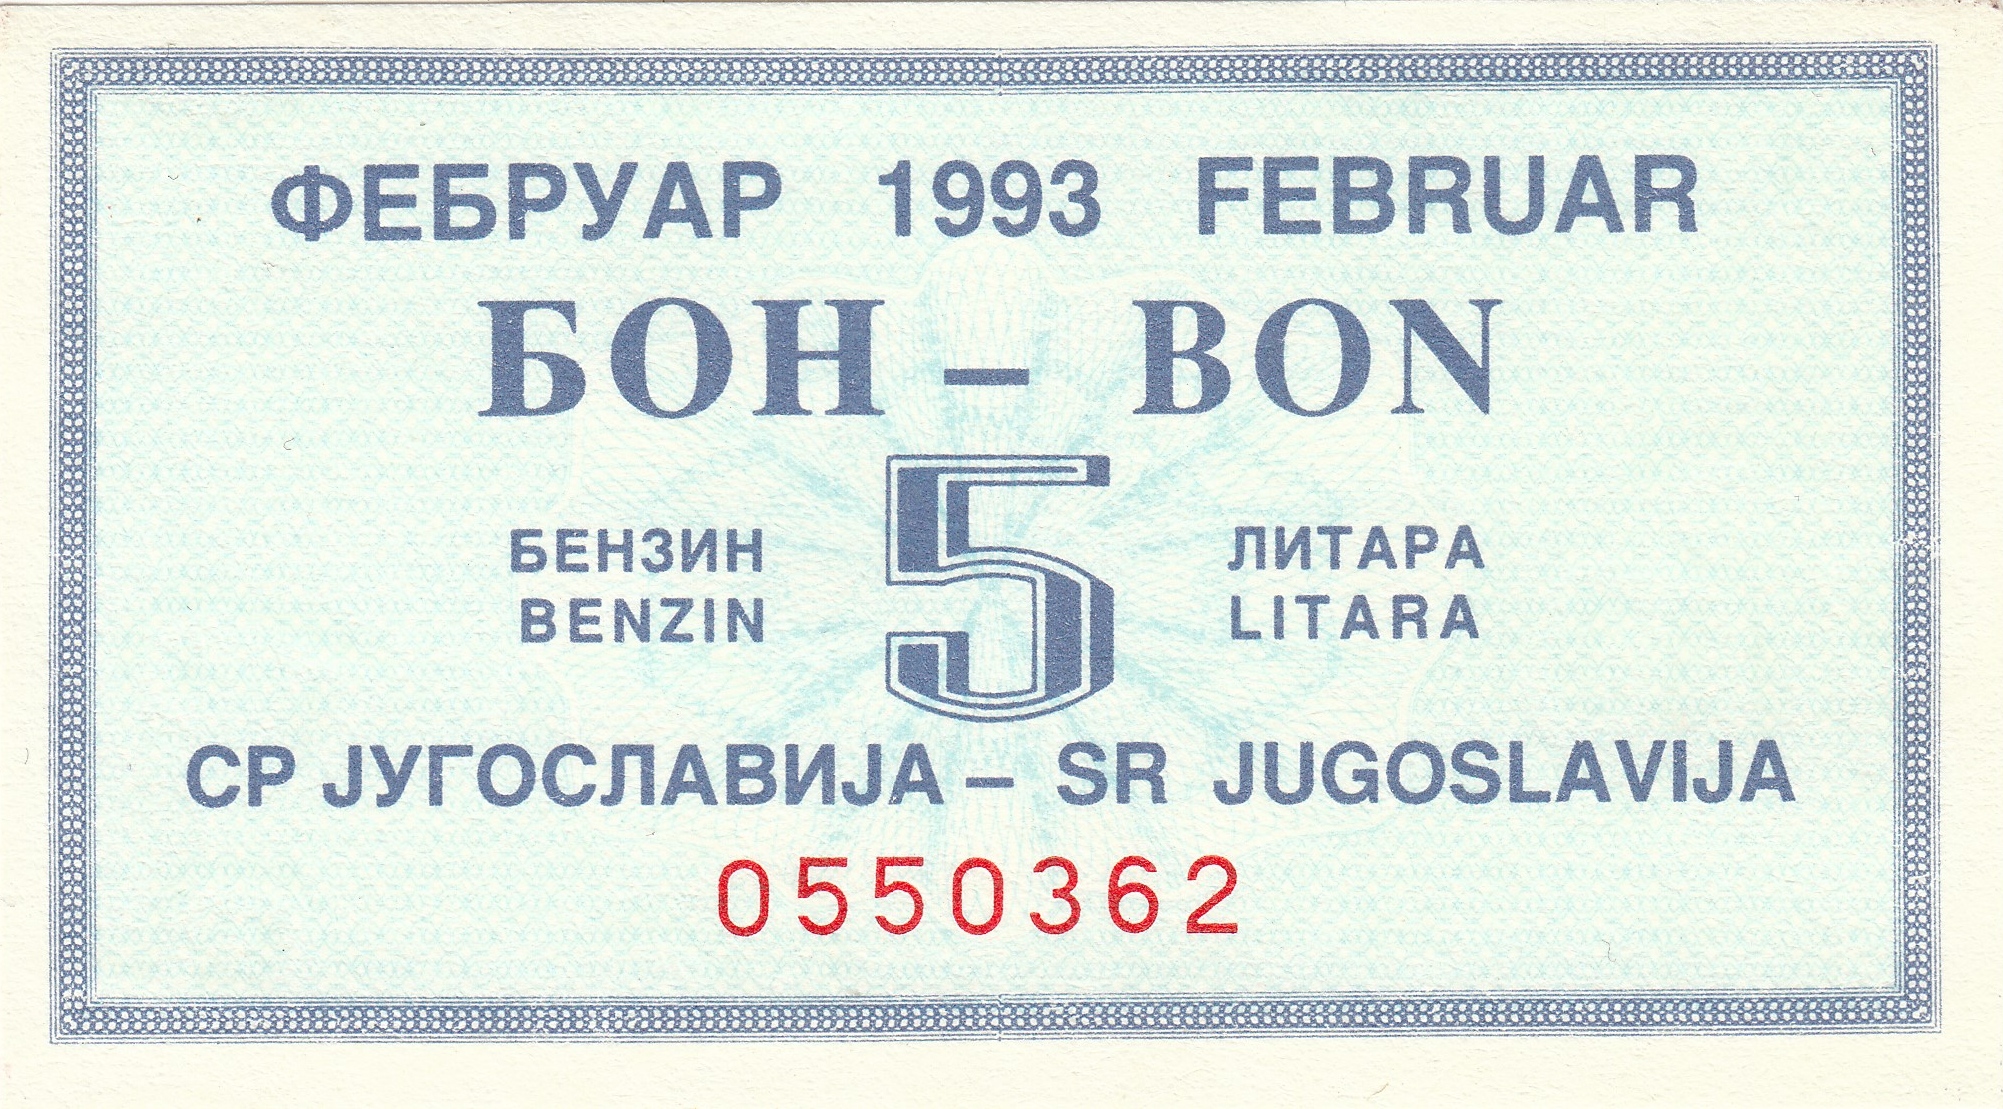 ФЕБРУАР 1993 FEBRUAR
БОН – BON
5
БЕНЗИН ЛИТАРА
BENZIN LITARA
СР ЈУГОСЛАВИЈА – SR JUGOSLAVIJA
0550362